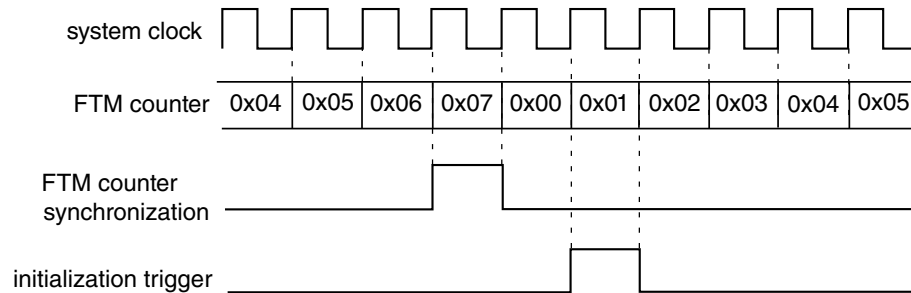 system clock
FTM counter 0x04 0x05 0x06 0x07 0x00 0x01 0x02 0x03 0x04 0x05
FTM counter
synchronization
initialization trigger